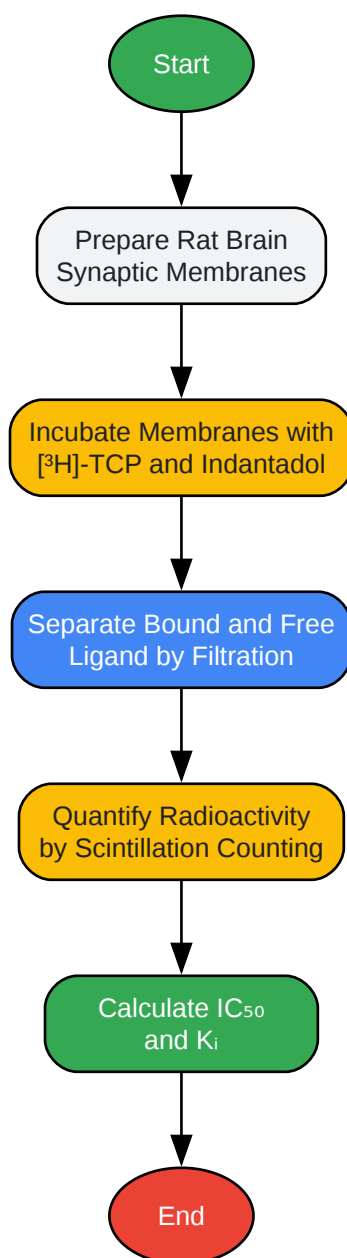 Start
Prepare Rat Brain
Synaptic Membranes
Incubate Membranes with
[³H]-TCP and Indantadol
Separate Bound and Free
Ligand by Filtration
Quantify Radioactivity
by Scintillation Counting
Calculate IC₅₀
and Kᵢ
End